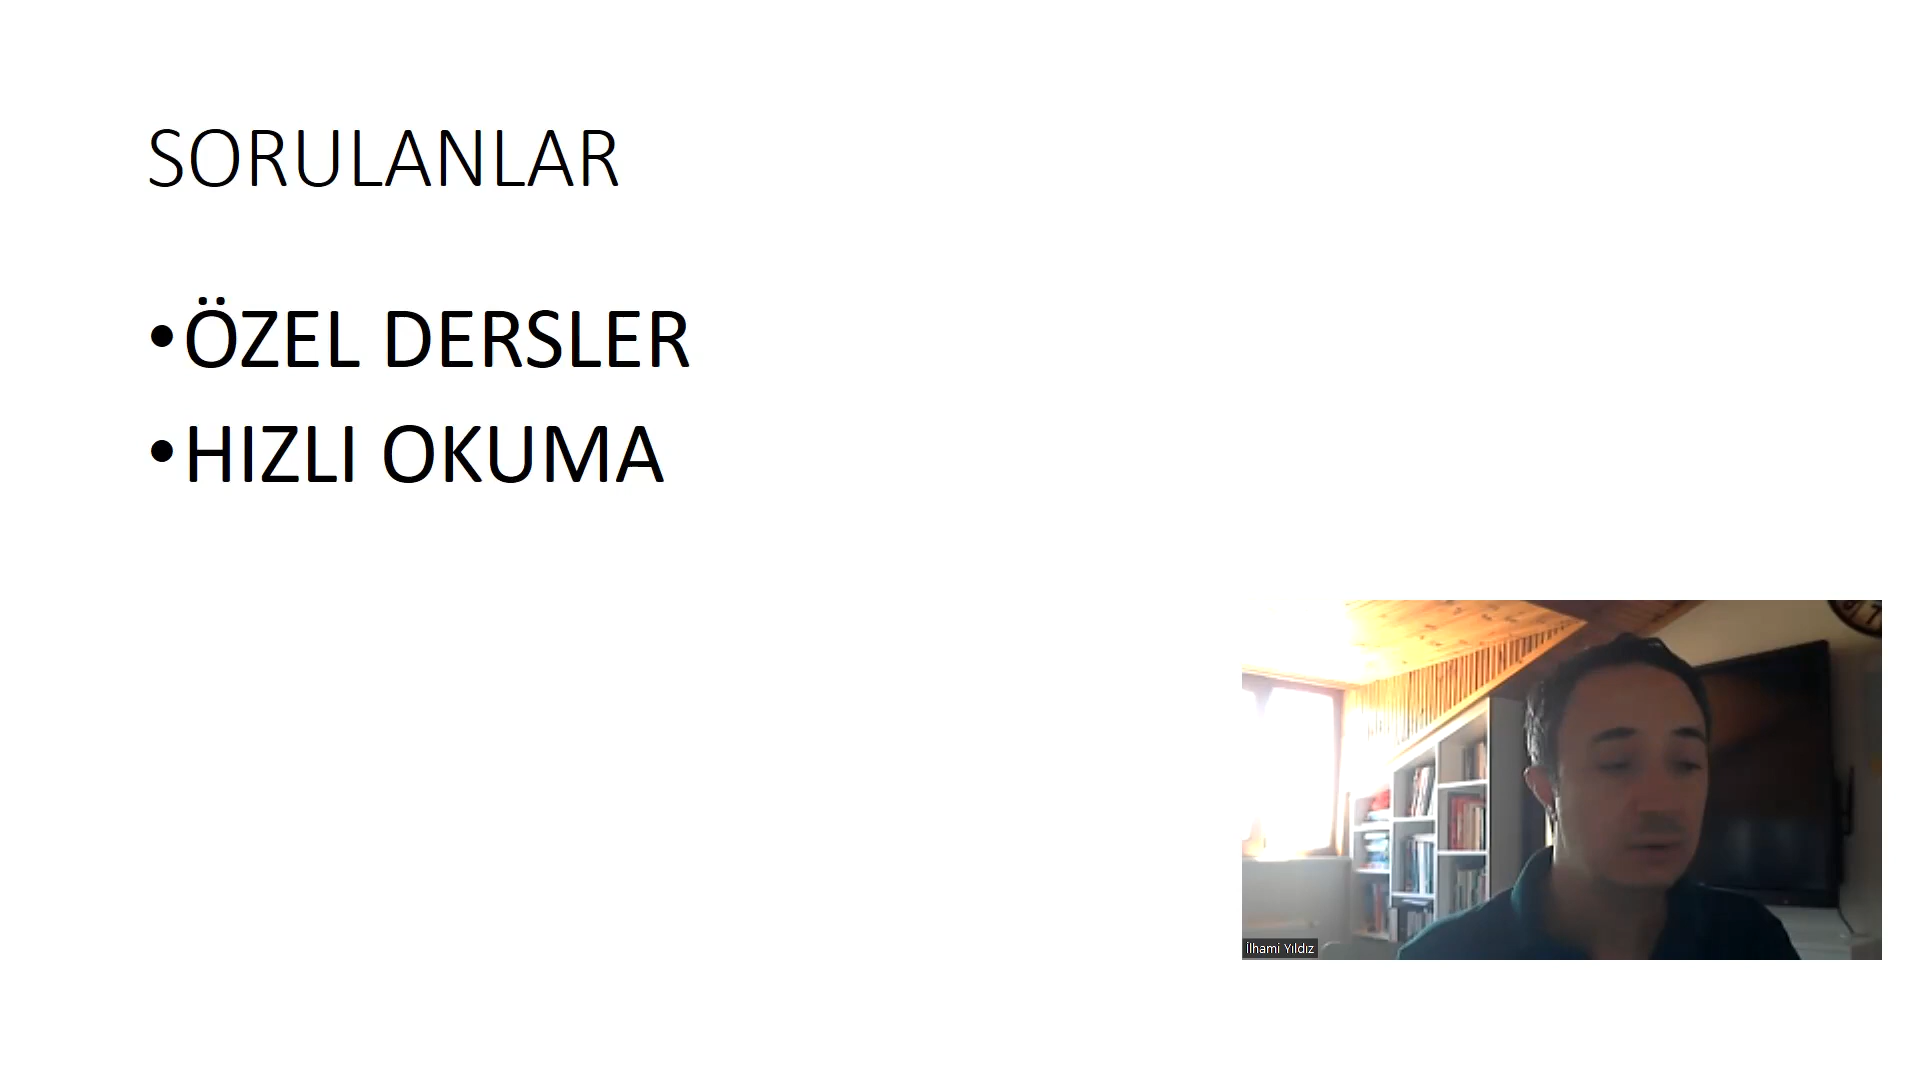 SORULANLAR
•ÖZEL DERSLER
•HIZLI OKUMA
İlhami Yıldız